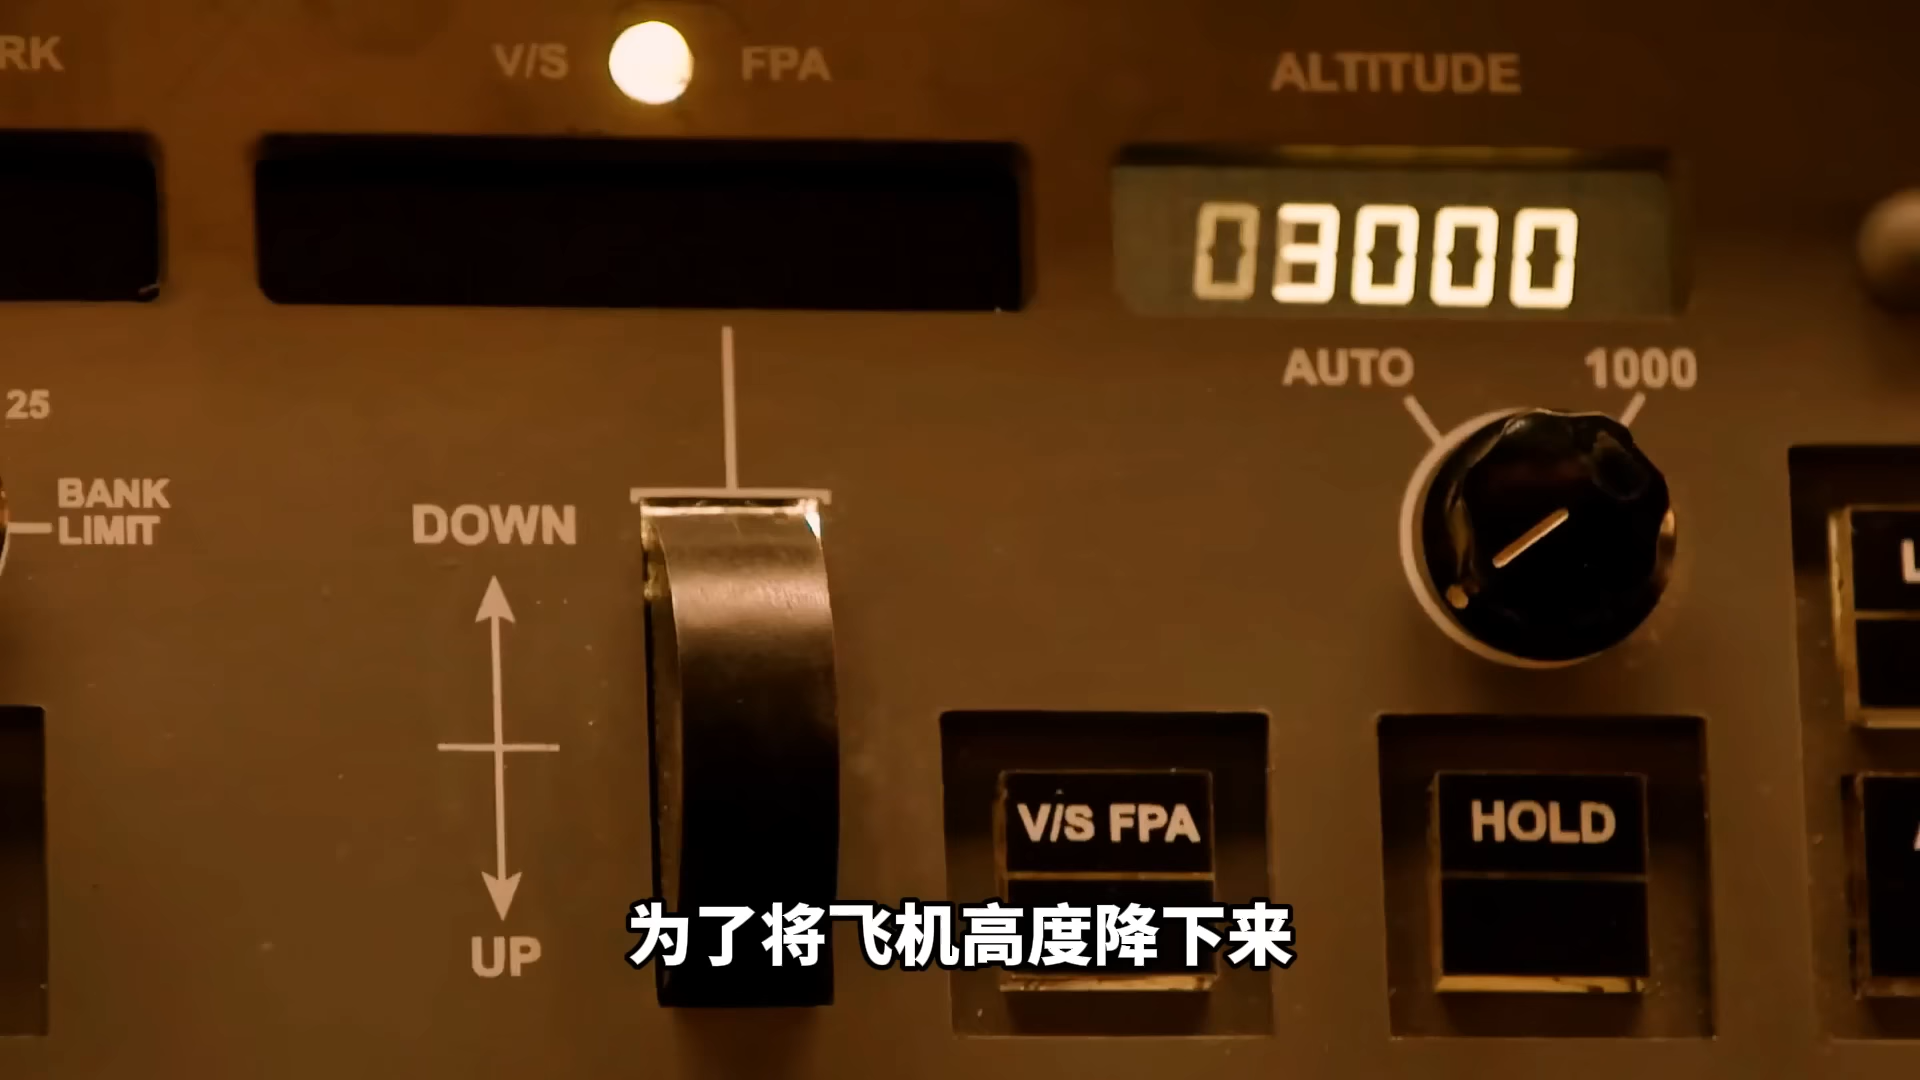 RK
V/S
FPA
ALTITUDE
03000
AUTO
1000
25
BANK
LIMIT
DOWN
V/S FPA
HOLD
UP
为了将飞机高度降下来